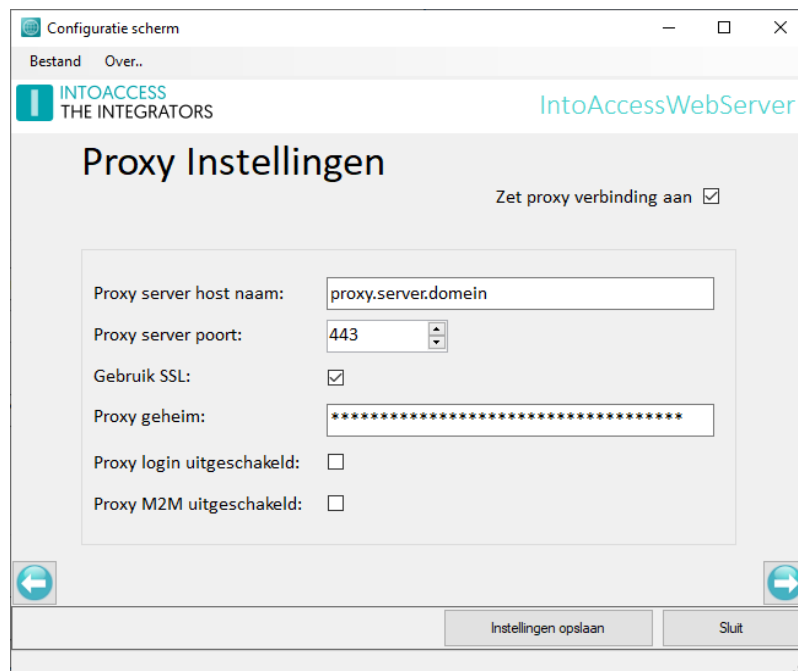 Configuratie scherm
Bestand Over..
INTOACCESS
THE INTEGRATORS
IntoAccessWebServer
Proxy Instellingen
Zet proxy verbinding aan
Proxy server host naam: proxy.server.domein
Proxy server poort: 443
Gebruik SSL:
Proxy geheim: ************************************
Proxy login uitgeschakeld:
Proxy M2M uitgeschakeld:
Instellingen opslaan Sluit